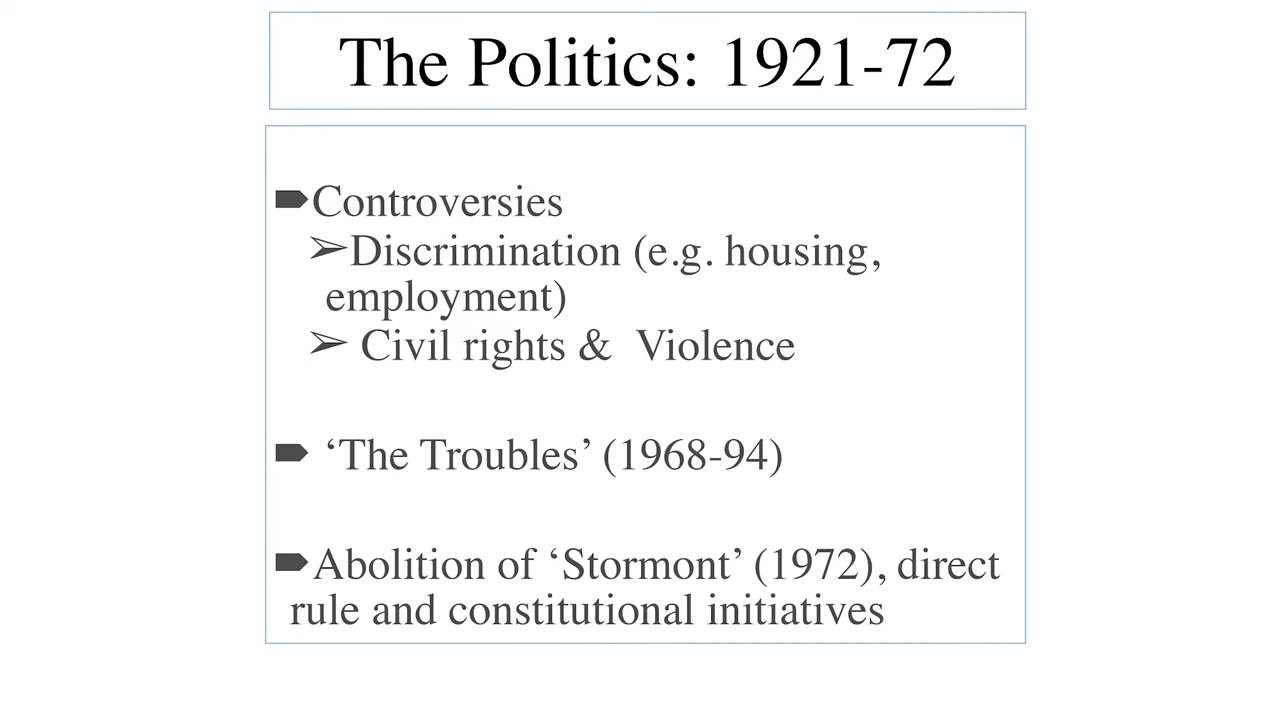 The Politics: 1921-72
Controversies
➢Discrimination (e.g. housing,
employment)
➢ Civil rights &  Violence
‘The Troubles’ (1968-94)
Abolition of ‘Stormont’ (1972), direct
rule and constitutional initiatives